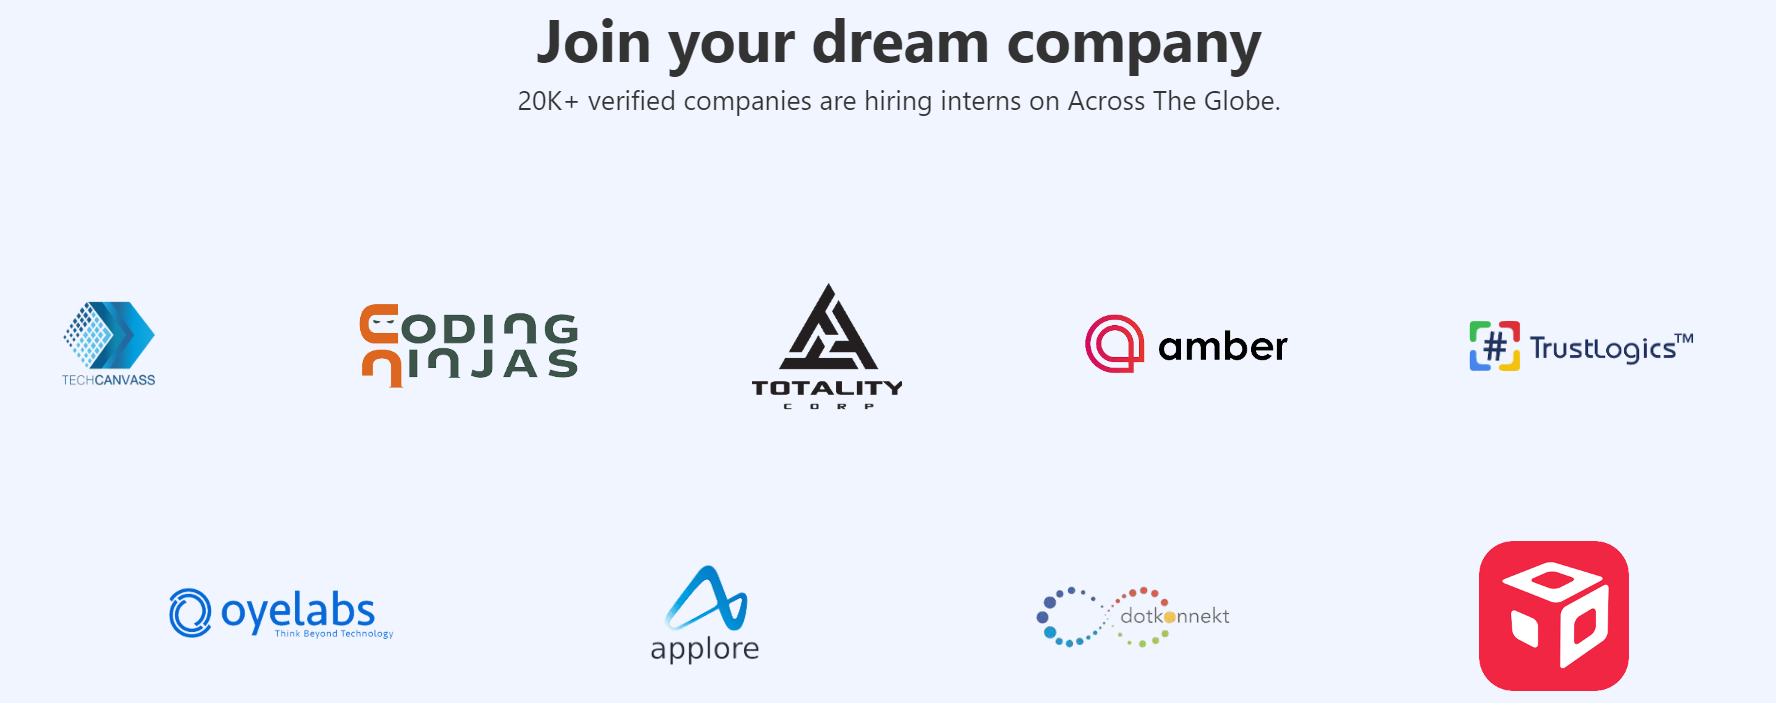 Join your dream company
20K+ verified companies are hiring interns on Across The Globe.
TECHCANVASS
CODING
NINJAS
TOTALITY
CORP
amber
#
TrustLogics™
oyelabs
Think Beyond Technology
applore
dotkonnekt